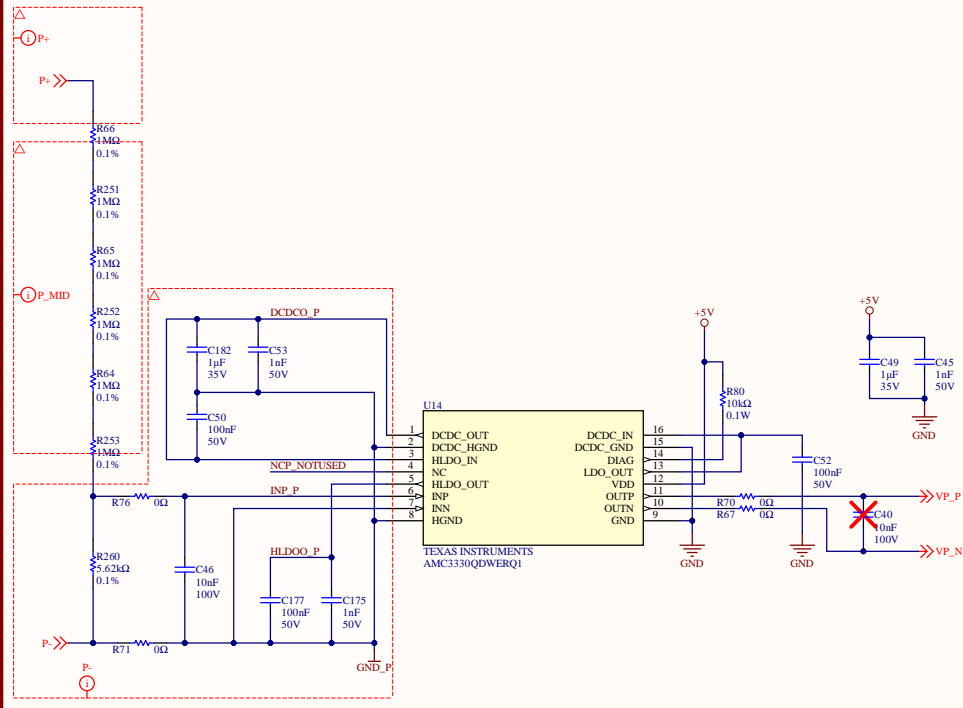 i P+
P+
R66
1MΩ
0.1%
R251
1MΩ
0.1%
R65
1MΩ
0.1%
i P_MID
R252
1MΩ
0.1%
R64
1MΩ
0.1%
R253
1MΩ
0.1%
R76 0Ω
R260
5.62kΩ
0.1%
P-
R71 0Ω
P-
i
DCDCO_P
C182
1µF
35V
C53
1nF
50V
C50
100nF
50V
NCP_NOTUSED
INP_P
C46
10nF
100V
HLDOO_P
C177
100nF
50V
C175
1nF
50V
GND_P
U14
1 DCDC_OUT
2 DCDC_HGND
3 HLDO_IN
4 NC
5 HLDO_OUT
6 INP
7 INN
8 HGND
DCDC_IN 16
DCDC_GND 15
DIAG 14
LDO_OUT 13
VDD 12
OUTP 11
OUTN 10
GND 9
TEXAS INSTRUMENTS
AMC3330QDWERQ1
+5V
R80
10kΩ
0.1W
C52
100nF
50V
R70 0Ω
R67 0Ω
GND
GND
C40
10nF
100V
VP_P
VP_N
+5V
C49
1µF
35V
C45
1nF
50V
GND